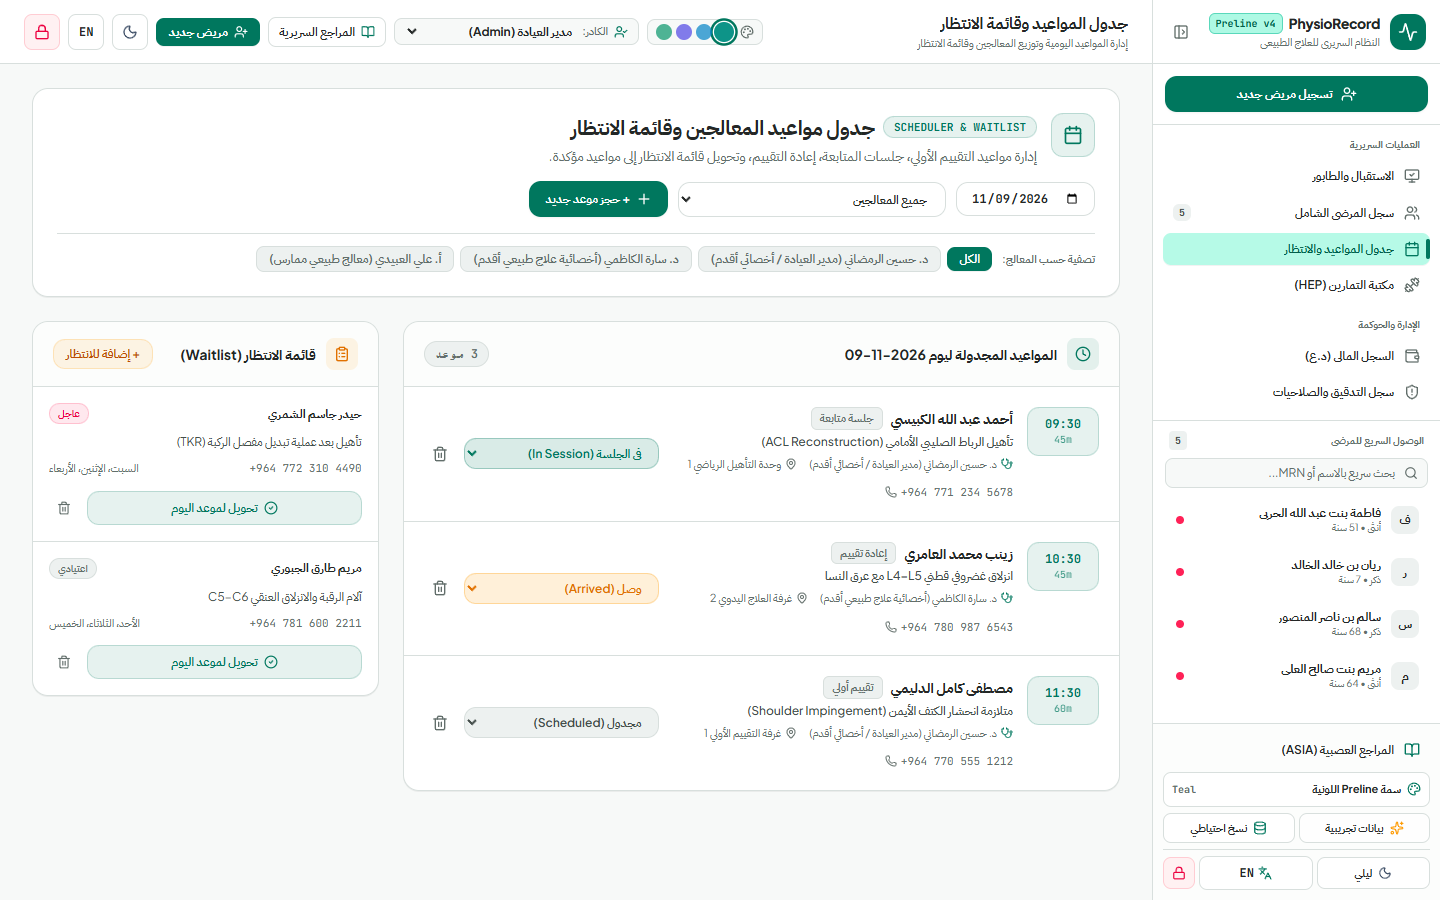 PhysioRecord Preline v4
النظام السريري للعلاج الطبيعي
تسجيل مريض جديد
العمليات السريرية
الاستقبال والطابور
سجل المرضى الشامل 5
جدول المواعيد والانتظار
مكتبة التمارين (HEP)
الإدارة والحوكمة
السجل المالي (د.ع)
سجل التدقيق والصلاحيات
الوصول السريع للمرضى 5
بحث سريع بالاسم أو MRN...
ف
فاطمة بنت عبد الله الحربي
أنثى • 51 سنة
ر
ريان بن خالد الخالد
ذكر • 7 سنة
س
سالم بن ناصر المنصور
ذكر • 68 سنة
م
مريم بنت صالح العلي
أنثى • 64 سنة
المراجع العصبية (ASIA)
سمة Preline اللونية Teal
بيانات تجريبية
نسخ احتياطي
ليلي
EN
جدول المواعيد وقائمة الانتظار
إدارة المواعيد اليومية وتوزيع المعالجين وقائمة الانتظار
الكادر: مدير العيادة (Admin)
المراجع السريرية
مريض جديد
EN
SCHEDULER & WAITLIST
جدول مواعيد المعالجين وقائمة الانتظار
إدارة مواعيد التقييم الأولي، جلسات المتابعة، إعادة التقييم، وتحويل قائمة الانتظار إلى مواعيد مؤكدة.
11/09/2026
جميع المعالجين
+ حجز موعد جديد
تصفية حسب المعالج:
الكل
د. حسين الرمضاني (مدير العيادة / أخصائي أقدم)
د. سارة الكاظمي (أخصائية علاج طبيعي أقدم)
أ. علي العبيدي (معالج طبيعي ممارس)
المواعيد المجدولة ليوم 2026-11-09
3 موعد
09:30
45m
أحمد عبد الله الكبيسي جلسة متابعة
تأهيل الرباط الصليبي الأمامي (ACL Reconstruction)
د. حسين الرمضاني (مدير العيادة / أخصائي أقدم) وحدة التأهيل الرياضي 1
+964 771 234 5678
في الجلسة (In Session)
10:30
45m
زينب محمد العامري إعادة تقييم
انزلاق غضروفي قطني L4-L5 مع عرق النسا
د. سارة الكاظمي (أخصائية علاج طبيعي أقدم) غرفة العلاج اليدوي 2
+964 780 987 6543
وصل (Arrived)
11:30
60m
مصطفى كامل الدليمي تقييم أولي
متلازمة انحشار الكتف الأيمن (Shoulder Impingement)
د. حسين الرمضاني (مدير العيادة / أخصائي أقدم) غرفة التقييم الأولي 1
+964 770 555 1212
مجدول (Scheduled)
قائمة الانتظار (Waitlist)
+ إضافة للانتظار
حيدر جاسم الشمري عاجل
تأهيل بعد عملية تبديل مفصل الركبة (TKR)
+964 772 310 4490 السبت، الإثنين، الأربعاء
تحويل لموعد اليوم
مريم طارق الجبوري اعتيادي
آلام الرقبة والانزلاق العنقي C5-C6
+964 781 600 2211 الأحد، الثلاثاء، الخميس
تحويل لموعد اليوم